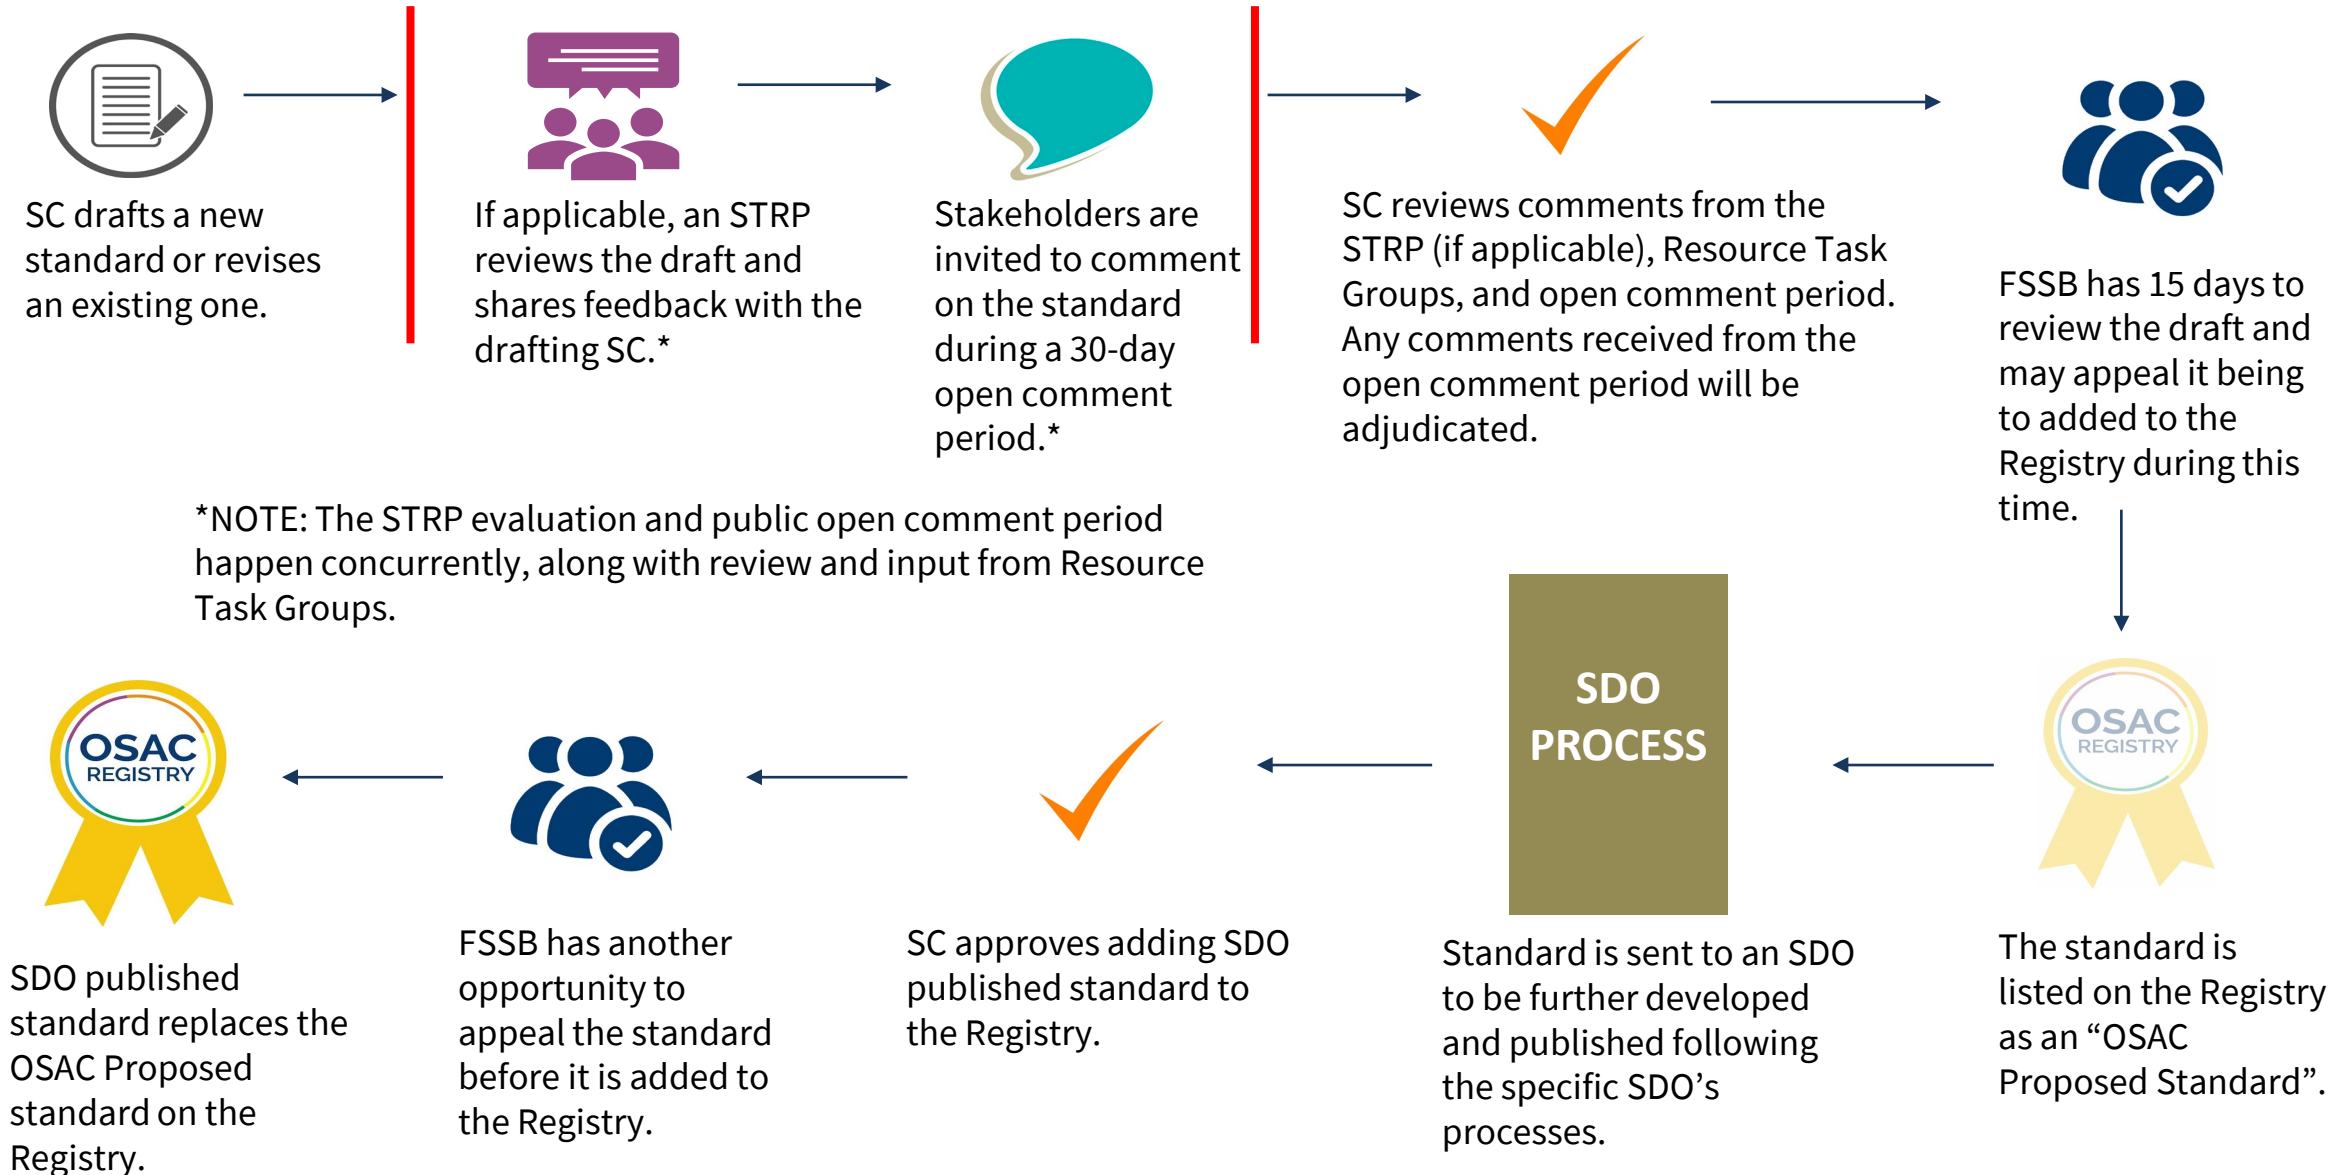 SC drafts a new
standard or revises
an existing one.
If applicable, an STRP
reviews the draft and
shares feedback with the
drafting SC.*
Stakeholders are
invited to comment
on the standard
during a 30-day
open comment
period.*
SC reviews comments from the
STRP (if applicable), Resource Task
Groups, and open comment period.
Any comments received from the
open comment period will be
adjudicated.
FSSB has 15 days to
review the draft and
may appeal it being
to added to the
Registry during this
time.
*NOTE: The STRP evaluation and public open comment period
happen concurrently, along with review and input from Resource
Task Groups.
OSAC
REGISTRY
The standard is
listed on the Registry
as an “OSAC
Proposed Standard”.
SDO
PROCESS
Standard is sent to an SDO
to be further developed
and published following
the specific SDO’s
processes.
SC approves adding SDO
published standard to
the Registry.
FSSB has another
opportunity to
appeal the standard
before it is added to
the Registry.
OSAC
REGISTRY
SDO published
standard replaces the
OSAC Proposed
standard on the
Registry.